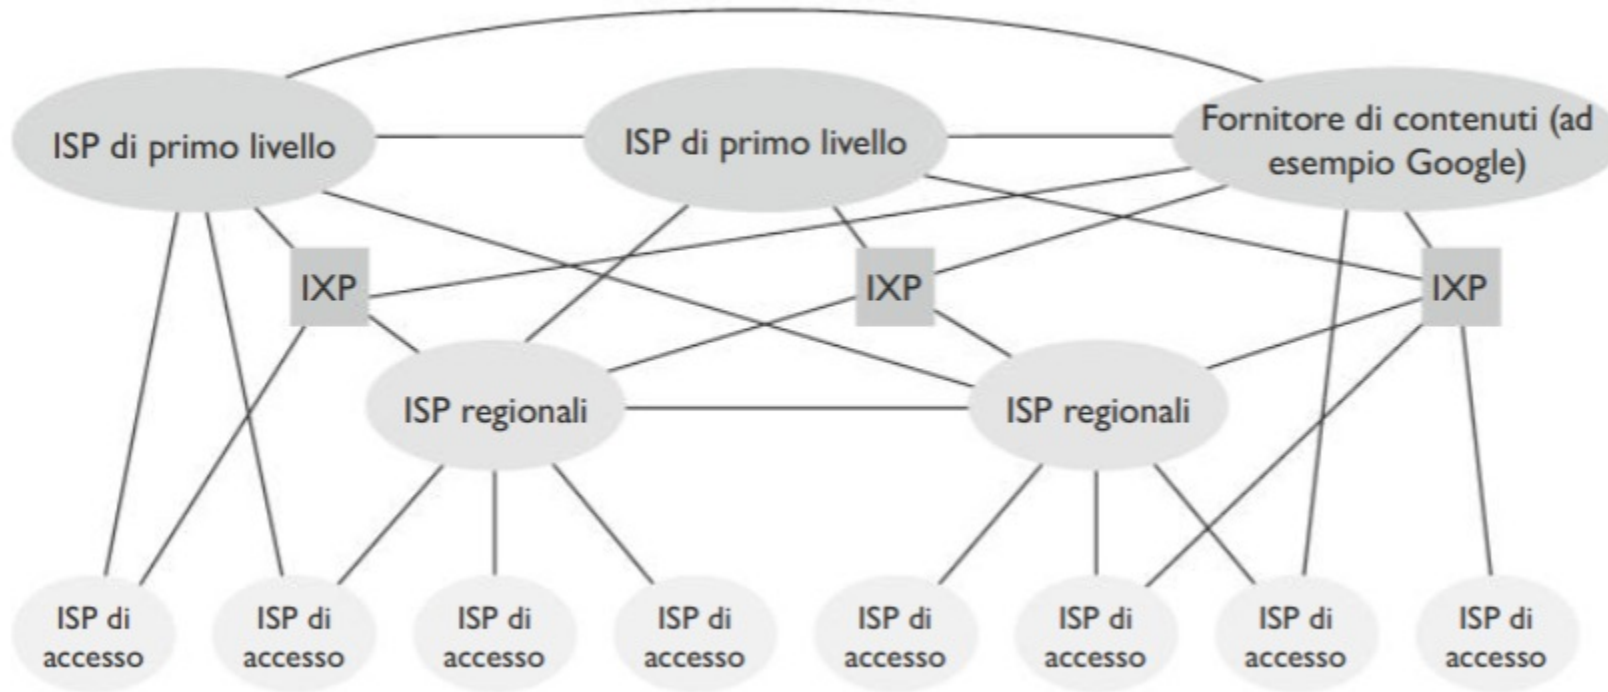 ISP di primo livello
ISP di primo livello
Fornitore di contenuti (ad
esempio Google)
IXP
IXP
IXP
ISP regionali
ISP regionali
ISP di
accesso
ISP di
accesso
ISP di
accesso
ISP di
accesso
ISP di
accesso
ISP di
accesso
ISP di
accesso
ISP di
accesso